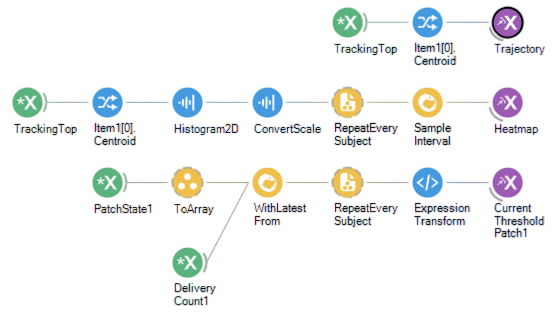 TrackingTop
Item1[0].
Centroid
Trajectory
TrackingTop
Item1[0].
Centroid
Histogram2D
ConvertScale
RepeatEvery
Subject
Sample
Interval
Heatmap
PatchState1
ToArray
WithLatest
From
RepeatEvery
Subject
Expression
Transform
Current
Threshold
Patch1
Delivery
Count1